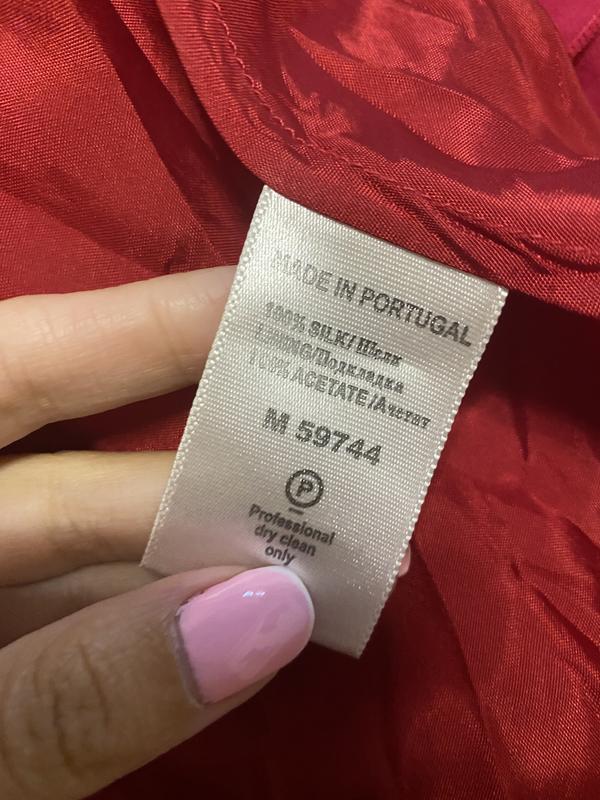 MADE IN PORTUGAL
100% SILK/Шелк
LINING/Подкладка
100% ACETATE/Ацетат
M 59744
P
Professional
dry clean
only